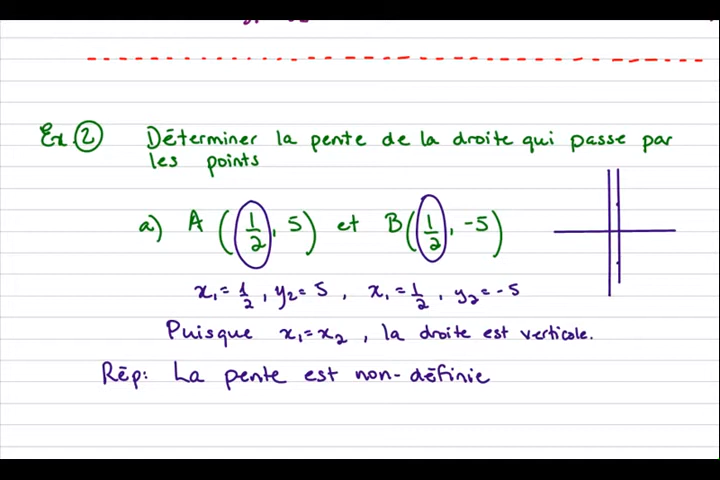 Ex. 2 Déterminer la pente de la droite qui passe par
les points
a) A (1/2, 5) et B(1/2, -5)
x₁ = 1/2, y₂ = 5, x₁ = 1/2, y₂ = -5
Puisque x₁ = x₂, la droite est verticale.
Rép: La pente est non-définie